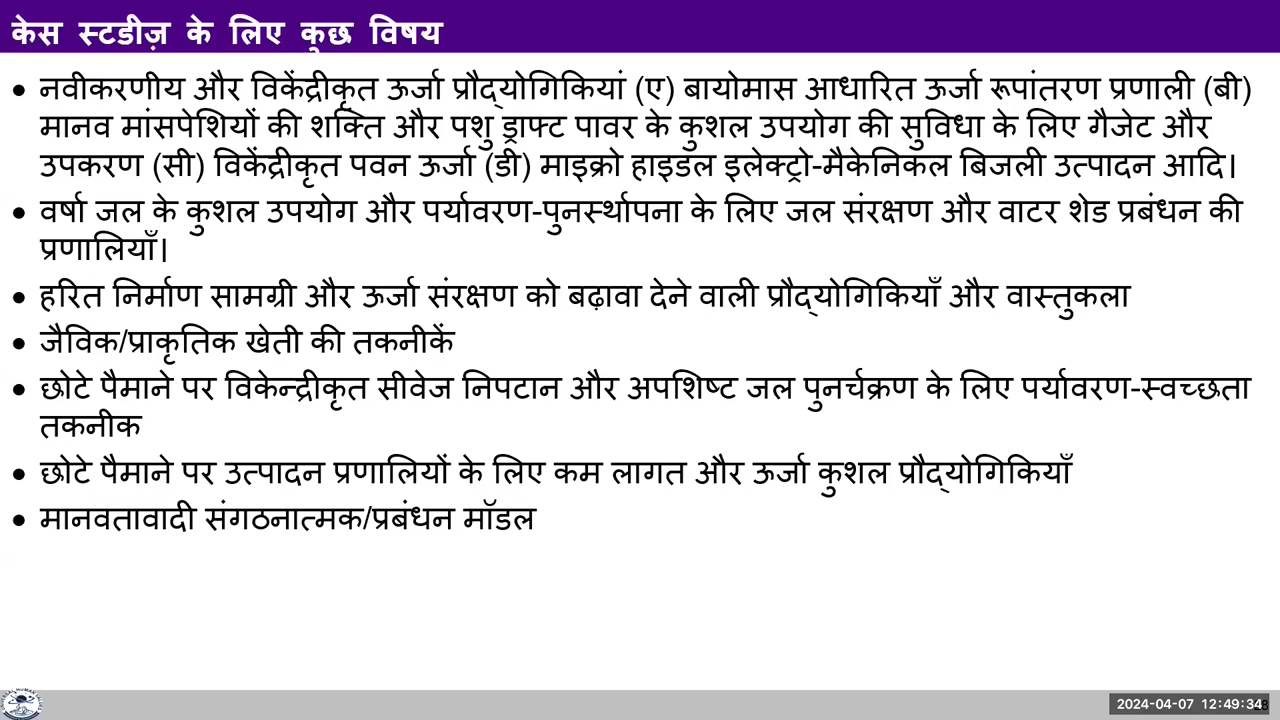 केस स्टडीज़ के लिए कुछ विषय
• नवीकरणीय और विकेंद्रीकृत ऊर्जा प्रौद्योगिकियां (ए) बायोमास आधारित ऊर्जा रूपांतरण प्रणाली (बी)
मानव मांसपेशियों की शक्ति और पशु ड्राफ्ट पावर के कुशल उपयोग की सुविधा के लिए गैजेट और
उपकरण (सी) विकेंद्रीकृत पवन ऊर्जा (डी) माइक्रो हाइडल इलेक्ट्रो-मैकेनिकल बिजली उत्पादन आदि।
• वर्षा जल के कुशल उपयोग और पर्यावरण-पुनर्स्थापना के लिए जल संरक्षण और वाटर शेड प्रबंधन की
प्रणालियाँ।
• हरित निर्माण सामग्री और ऊर्जा संरक्षण को बढ़ावा देने वाली प्रौद्योगिकियाँ और वास्तुकला
• जैविक/प्राकृतिक खेती की तकनीकें
• छोटे पैमाने पर विकेन्द्रीकृत सीवेज निपटान और अपशिष्ट जल पुनर्चक्रण के लिए पर्यावरण-स्वच्छता
तकनीक
• छोटे पैमाने पर उत्पादन प्रणालियों के लिए कम लागत और ऊर्जा कुशल प्रौद्योगिकियाँ
• मानवतावादी संगठनात्मक/प्रबंधन मॉडल
2024-04-07 12:49:34